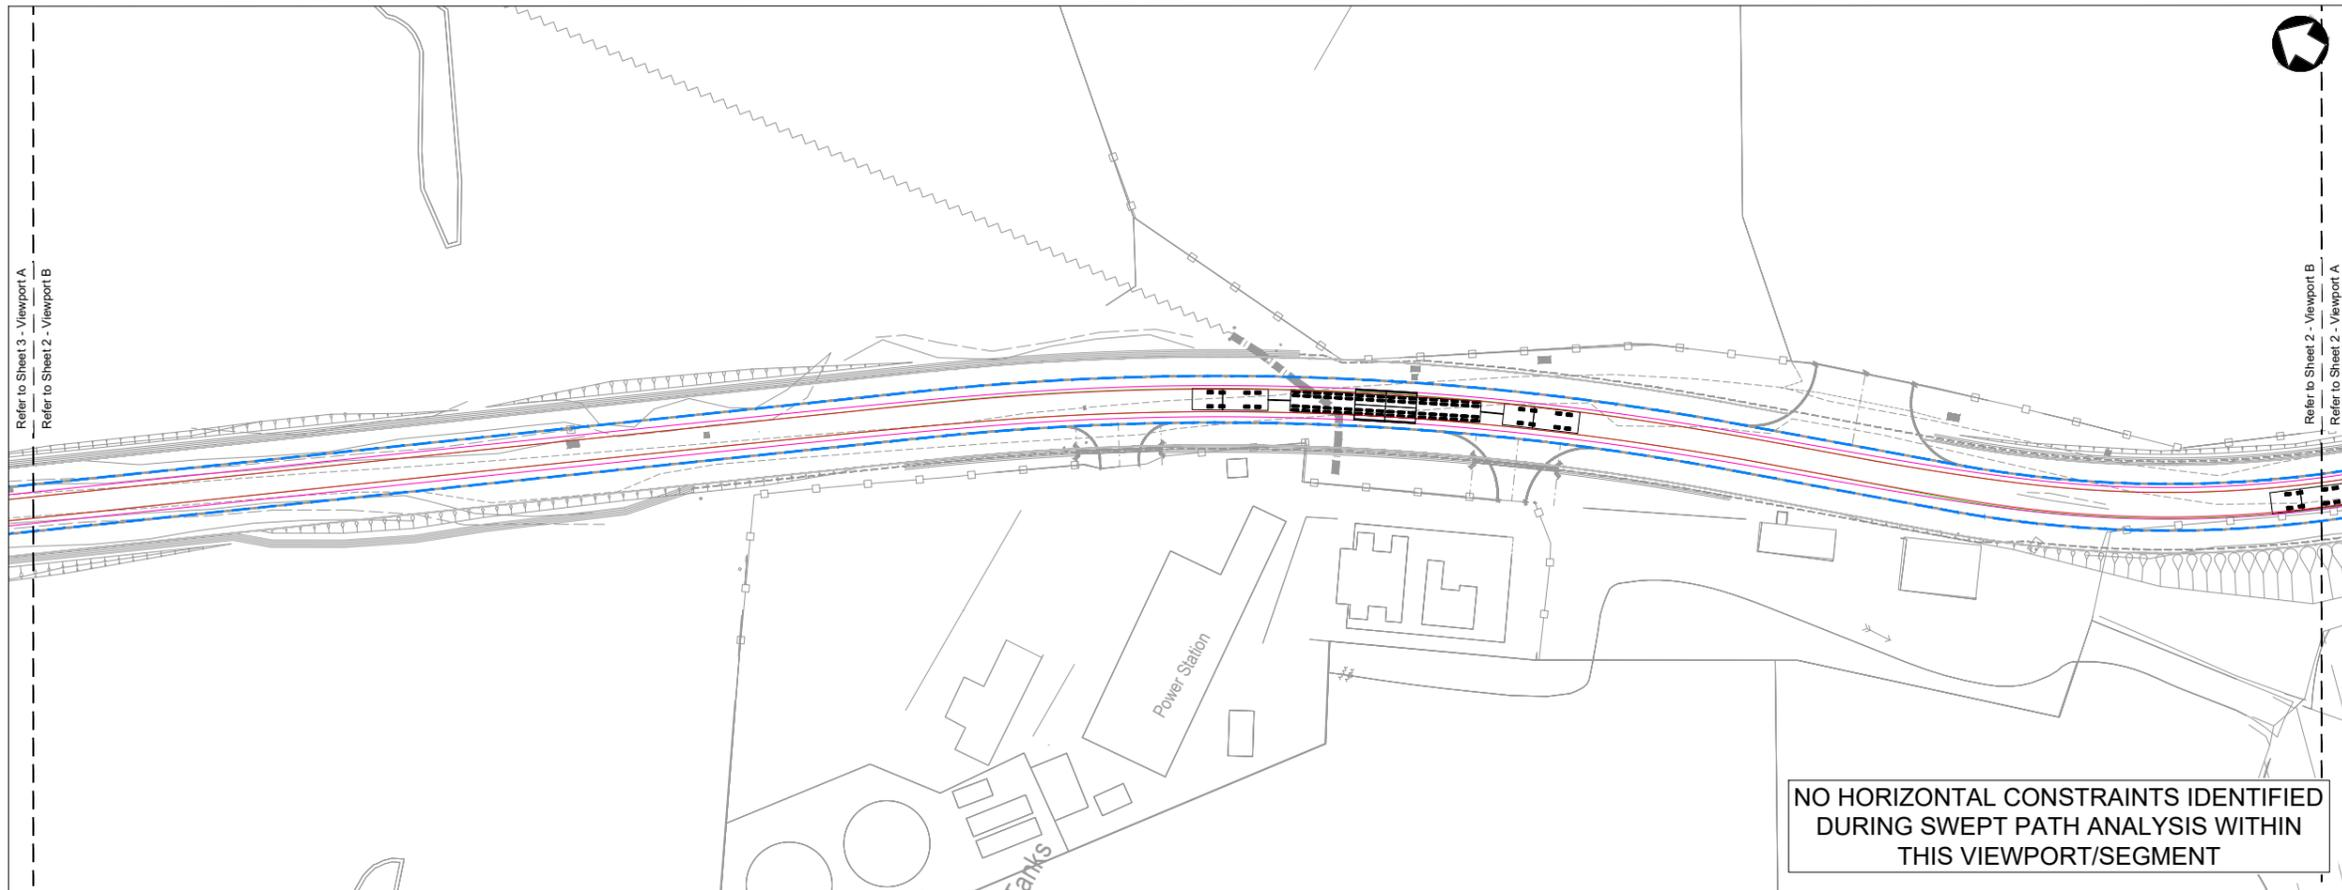 Refer to Sheet 3 - Viewport A
Refer to Sheet 2 - Viewport B
Refer to Sheet 2 - Viewport B
Refer to Sheet 2 - Viewport A
Power Station
NO HORIZONTAL CONSTRAINTS IDENTIFIED
DURING SWEPT PATH ANALYSIS WITHIN
THIS VIEWPORT/SEGMENT